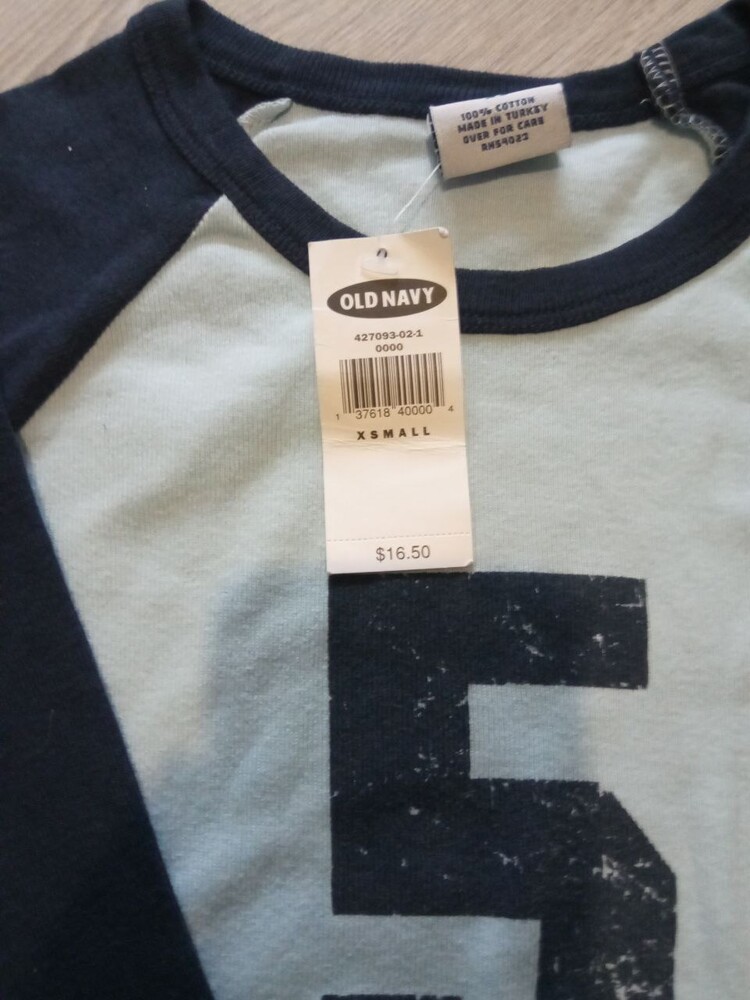 100% COTTON
MADE IN TURKEY
OVER FOR CARE
RN54023
OLD NAVY
427093-02-1
0000
1 37618 40000 4
XSMALL
$16.50
5